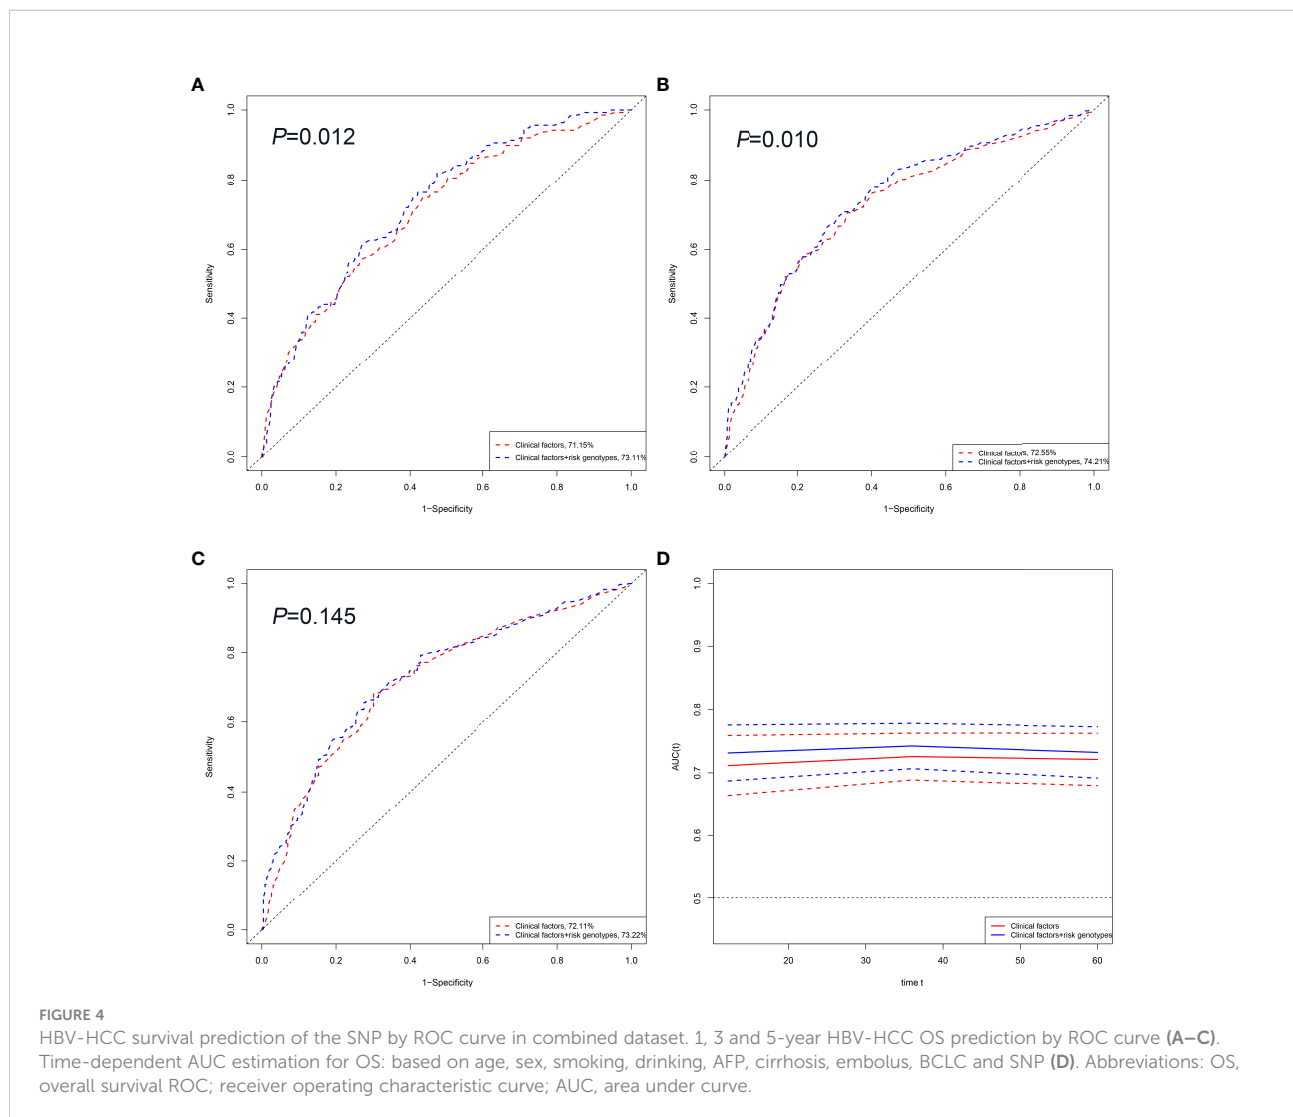 A
P=0.012
1.0
0.8
0.6
0.4
0.2
0.0
Sensitivity
Clinical factors, 71.15%
Clinical factors+risk genotypes, 73.11%
0.0 0.2 0.4 0.6 0.8 1.0
1−Specificity
B
P=0.010
1.0
0.8
0.6
0.4
0.2
0.0
Sensitivity
Clinical factors, 72.55%
Clinical factors+risk genotypes, 74.21%
0.0 0.2 0.4 0.6 0.8 1.0
1−Specificity
C
P=0.145
1.0
0.8
0.6
0.4
0.2
0.0
Sensitivity
Clinical factors, 72.11%
Clinical factors+risk genotypes, 73.22%
0.0 0.2 0.4 0.6 0.8 1.0
1−Specificity
D
1.0
0.9
0.8
0.7
0.6
0.5
AUC(t)
Clinical factors
Clinical factors+risk genotypes
20 30 40 50 60
time t
FIGURE 4
HBV-HCC survival prediction of the SNP by ROC curve in combined dataset. 1, 3 and 5-year HBV-HCC OS prediction by ROC curve (A–C).
Time-dependent AUC estimation for OS: based on age, sex, smoking, drinking, AFP, cirrhosis, embolus, BCLC and SNP (D). Abbreviations: OS,
overall survival ROC; receiver operating characteristic curve; AUC, area under curve.